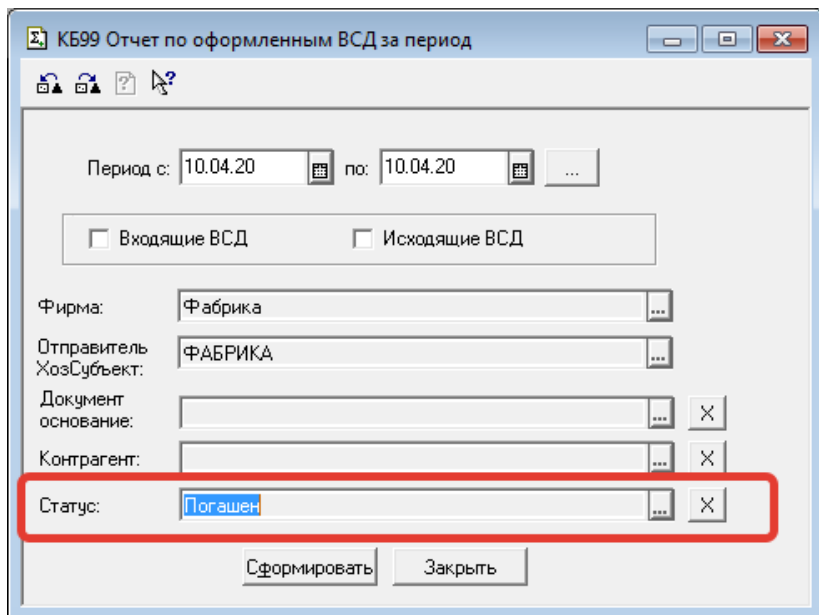 КБ99 Отчет по оформленным ВСД за период
Период с: 10.04.20 по: 10.04.20 ...
Входящие ВСД Исходящие ВСД
Фирма: Фабрика ...
Отправитель
ХозСубъект: ФАБРИКА ...
Документ
основание: ... X
Контрагент: ... X
Статус: Погашен ... X
Сформировать Закрыть